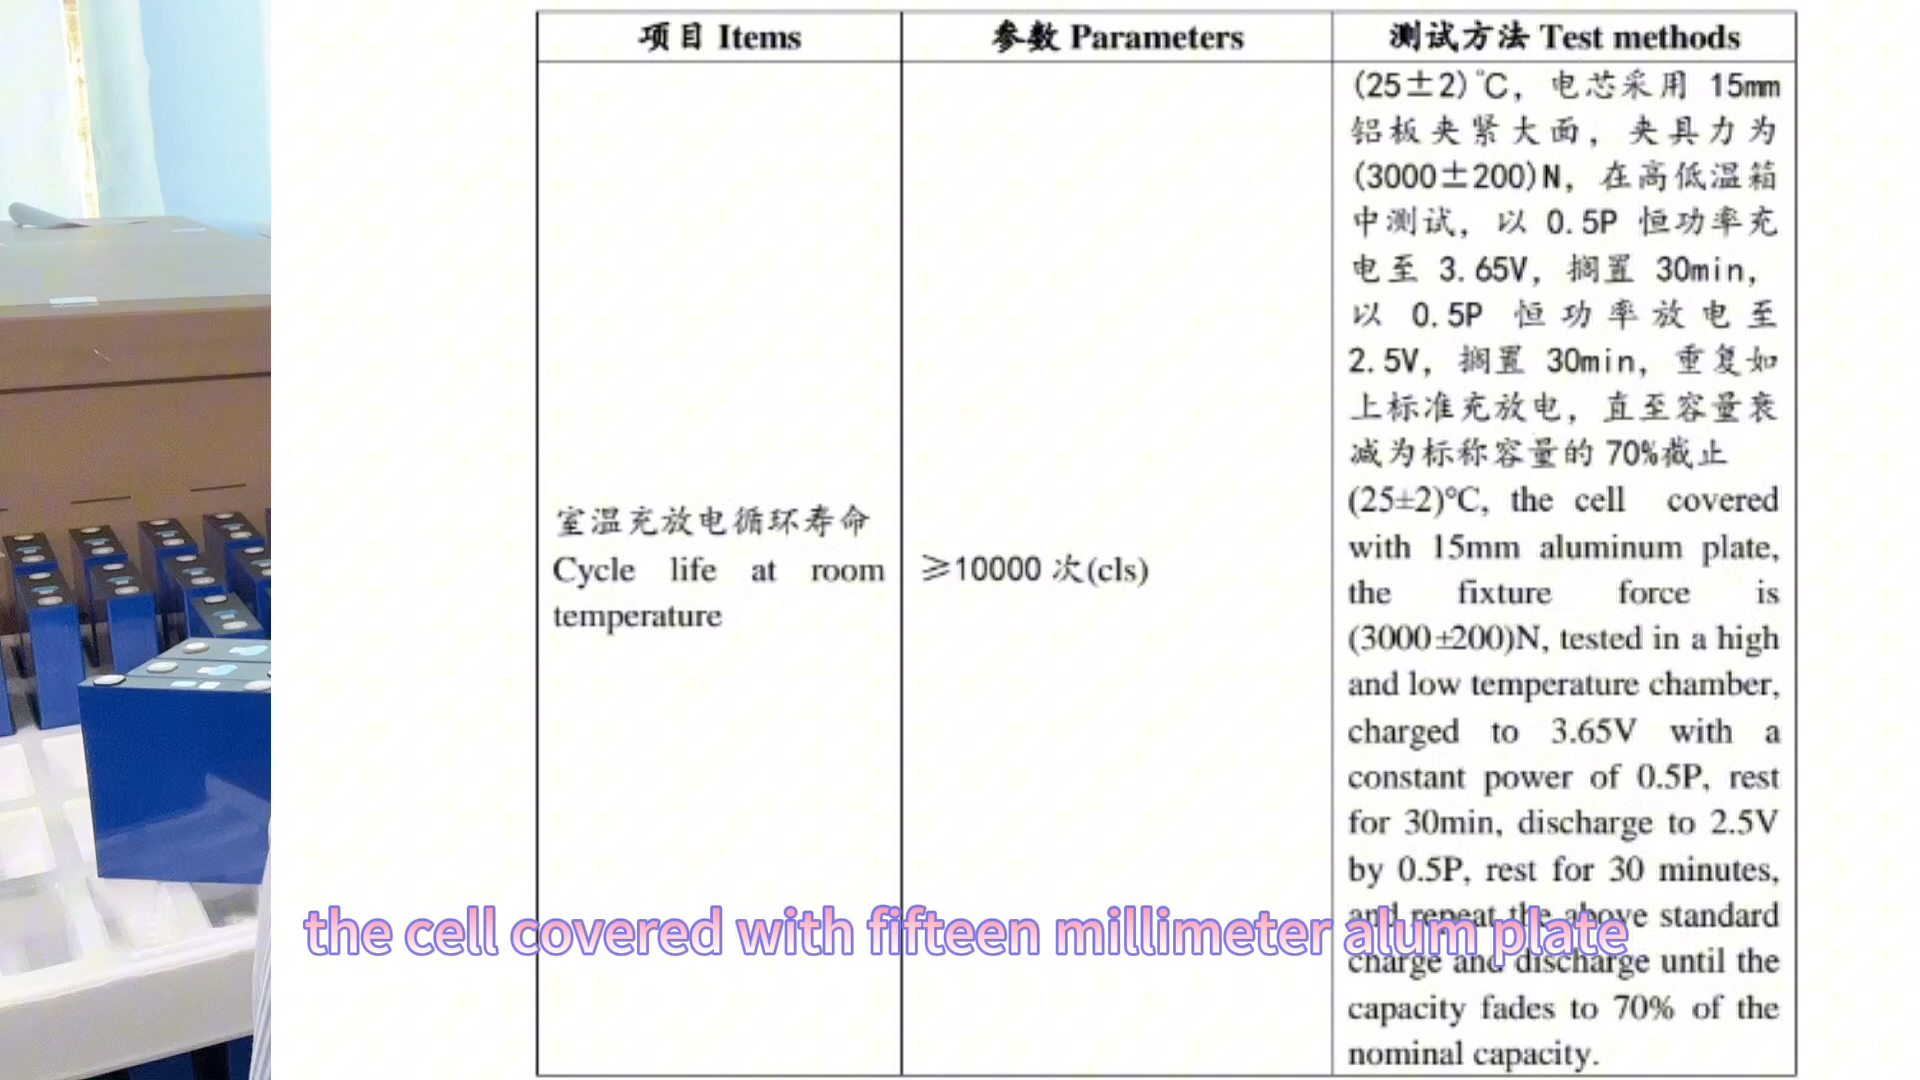 项目 Items
参数 Parameters
测试方法 Test methods
室温充放电循环寿命
Cycle life at room
temperature
≥10000 次(cls)
(25±2)℃, 电芯采用 15mm
铝板夹紧大面, 夹具力为
(3000±200)N, 在高低温箱
中测试, 以 0.5P 恒功率充
电至 3.65V, 搁置 30min,
以 0.5P 恒功率放电至
2.5V, 搁置 30min, 重复如
上标准充放电, 直至容量衰
减为标称容量的 70%截止
(25±2)°C, the cell covered
with 15mm aluminum plate,
the fixture force is
(3000±200)N, tested in a high
and low temperature chamber,
charged to 3.65V with a
constant power of 0.5P, rest
for 30min, discharge to 2.5V
by 0.5P, rest for 30 minutes,
and repeat the above standard
charge and discharge until the
capacity fades to 70% of the
nominal capacity.
the cell covered with fifteen millimeter alum plate